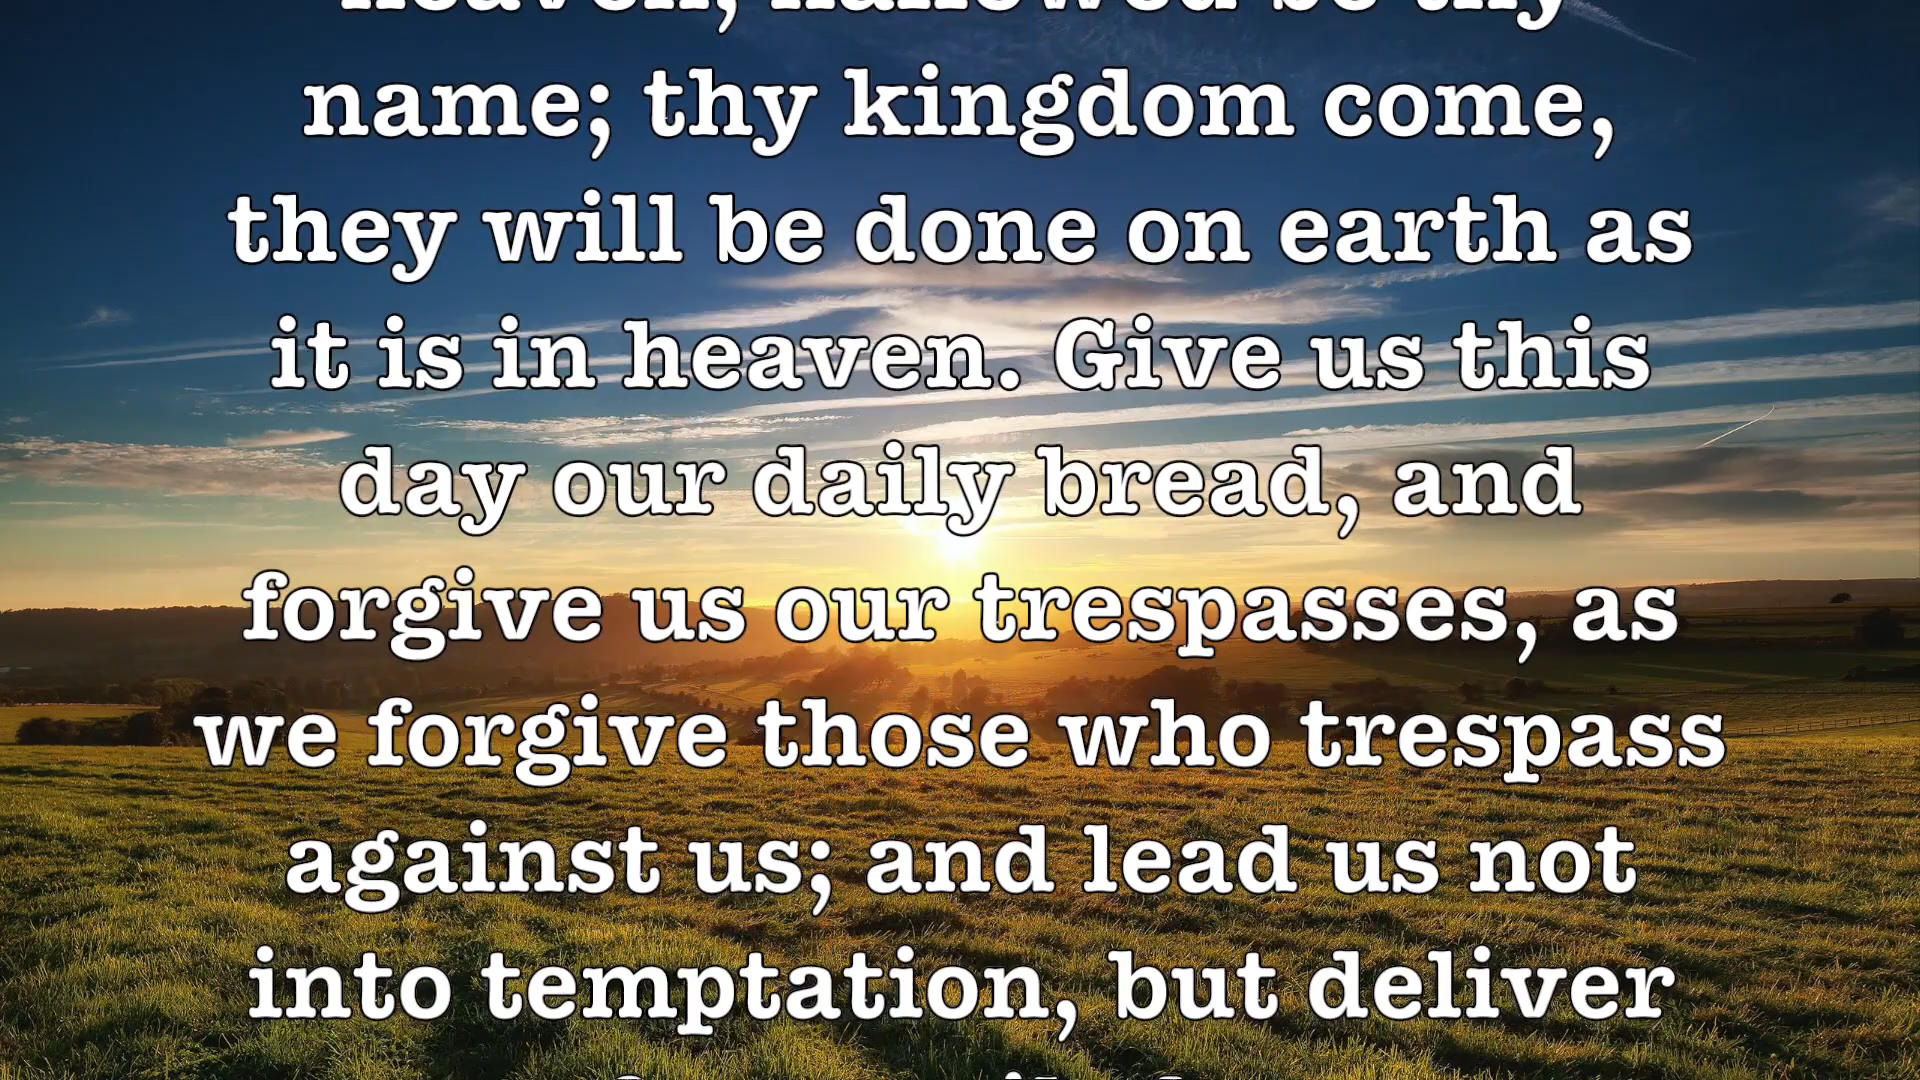 heaven, hallowed be thy
name; thy kingdom come,
they will be done on earth as
it is in heaven. Give us this
day our daily bread, and
forgive us our trespasses, as
we forgive those who trespass
against us; and lead us not
into temptation, but deliver